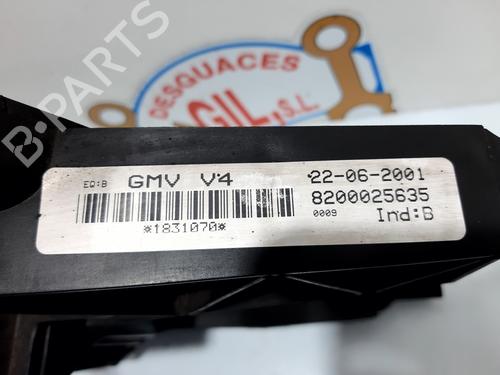 DESGUACES
GIL, S.L
B-PARTS
EQ:B GMV V4 22-06-2001
8200025635
*1831070* 0009 Ind:B